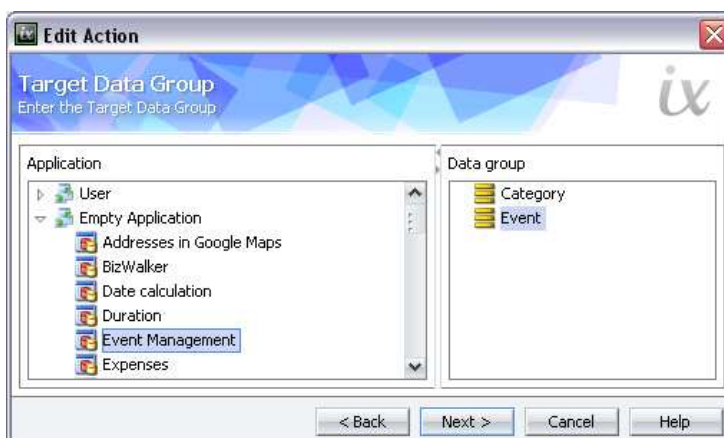 ix Edit Action
Target Data Group
Enter the Target Data Group
ix
Application
User
Empty Application
Addresses in Google Maps
BizWalker
Date calculation
Duration
Event Management
Expenses
Data group
Category
Event
< Back Next > Cancel Help